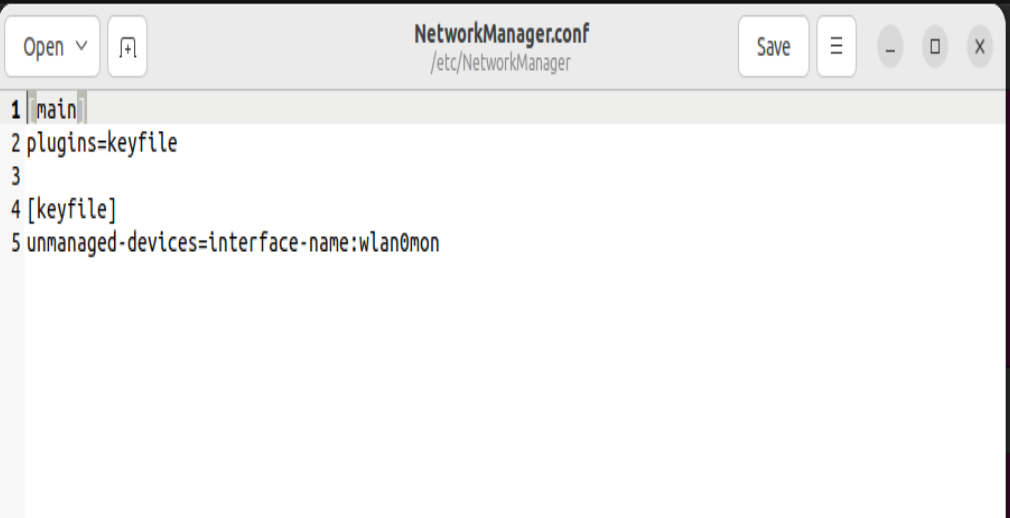 Open
NetworkManager.conf
/etc/NetworkManager
Save
1 [main]
2 plugins=keyfile
3
4 [keyfile]
5 unmanaged-devices=interface-name:wlan0mon